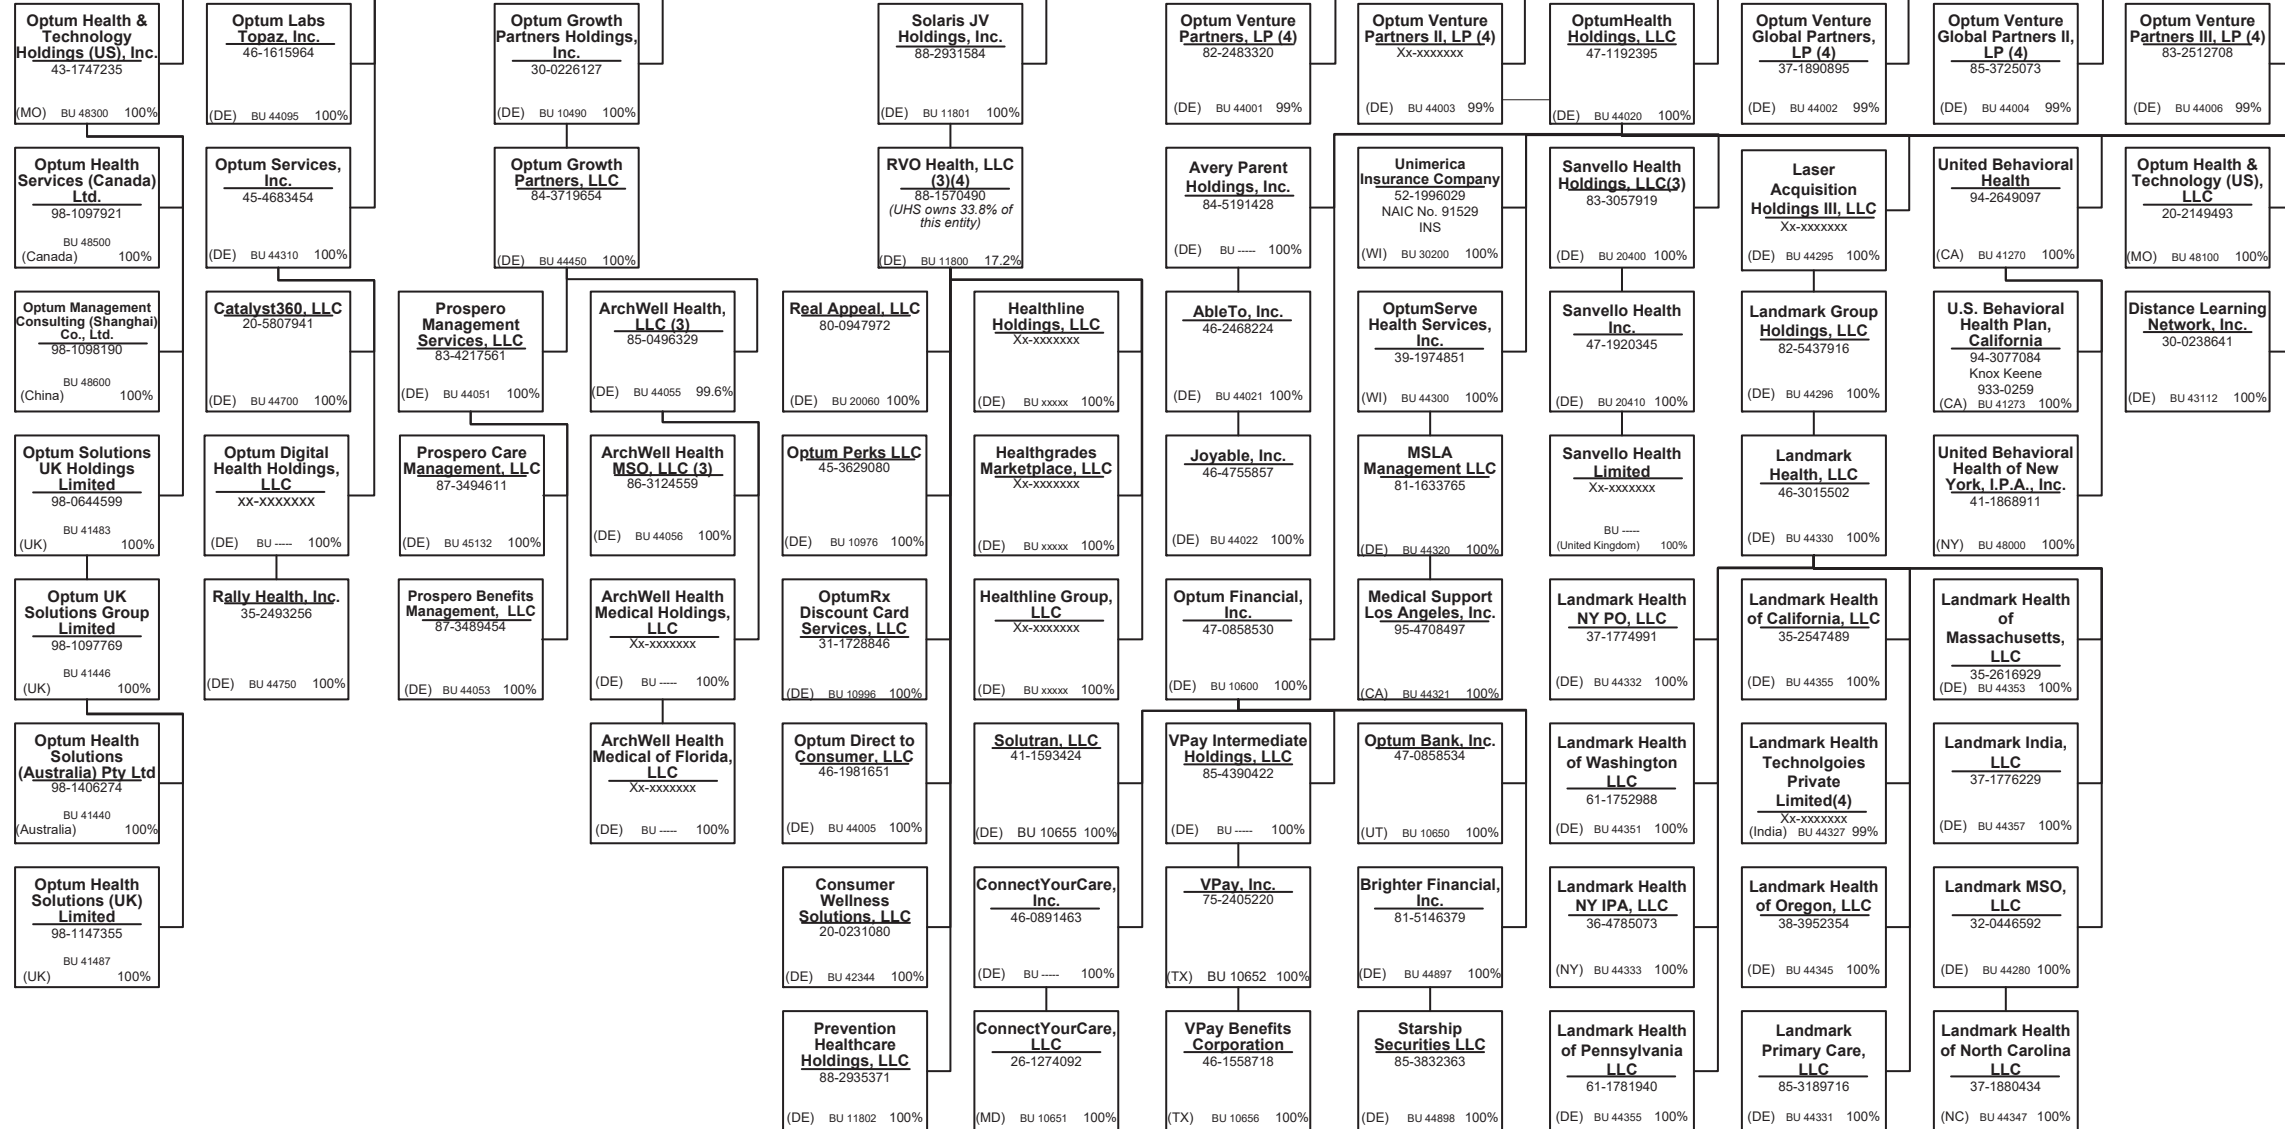 Optum Health &
Technology
Holdings (US), Inc.
43-1747235
(MO) BU 48300 100%
Optum Labs
Topaz, Inc.
46-1615964
(DE) BU 44095 100%
Optum Growth
Partners Holdings,
Inc.
30-0226127
(DE) BU 10490 100%
Solaris JV
Holdings, Inc.
88-2931584
(DE) BU 11801 100%
Optum Venture
Partners, LP (4)
82-2483320
(DE) BU 44001 99%
Optum Venture
Partners II, LP (4)
Xx-xxxxxxx
(DE) BU 44003 99%
OptumHealth
Holdings, LLC
47-1192395
(DE) BU 44020 100%
Optum Venture
Global Partners,
LP (4)
37-1890895
(DE) BU 44002 99%
Optum Venture
Global Partners II,
LP (4)
85-3725073
(DE) BU 44004 99%
Optum Venture
Partners III, LP (4)
83-2512708
(DE) BU 44006 99%
Optum Health
Services (Canada)
Ltd.
98-1097921
BU 48500
(Canada) 100%
Optum Services,
Inc.
45-4683454
(DE) BU 44310 100%
Optum Growth
Partners, LLC
84-3719654
(DE) BU 44450 100%
RVO Health, LLC
(3)(4)
88-1570490
(UHS owns 33.8% of
this entity)
(DE) BU 11800 17.2%
Avery Parent
Holdings, Inc.
84-5191428
(DE) BU ----- 100%
Unimerica
Insurance Company
52-1996029
NAIC No. 91529
INS
(WI) BU 30200 100%
Sanvello Health
Holdings, LLC(3)
83-3057919
(DE) BU 20400 100%
Laser
Acquisition
Holdings III, LLC
Xx-xxxxxxx
(DE) BU 44295 100%
United Behavioral
Health
94-2649097
(CA) BU 41270 100%
Optum Health &
Technology (US),
LLC
20-2149493
(MO) BU 48100 100%
Optum Management
Consulting (Shanghai)
Co., Ltd.
98-1098190
BU 48600
(China) 100%
Catalyst360, LLC
20-5807941
(DE) BU 44700 100%
Prospero
Management
Services, LLC
83-4217561
(DE) BU 44051 100%
ArchWell Health,
LLC (3)
85-0496329
(DE) BU 44055 99.6%
Real Appeal, LLC
80-0947972
(DE) BU 20060 100%
Healthline
Holdings, LLC
Xx-xxxxxxx
(DE) BU xxxxx 100%
AbleTo, Inc.
46-2468224
(DE) BU 44021 100%
OptumServe
Health Services,
Inc.
39-1974851
(WI) BU 44300 100%
Sanvello Health
Inc.
47-1920345
(DE) BU 20410 100%
Landmark Group
Holdings, LLC
82-5437916
(DE) BU 44296 100%
U.S. Behavioral
Health Plan,
California
94-3077084
Knox Keene
933-0259
(CA) BU 41273 100%
Distance Learning
Network, Inc.
30-0238641
(DE) BU 43112 100%
Optum Solutions
UK Holdings
Limited
98-0644599
BU 41483
(UK) 100%
Optum Digital
Health Holdings,
LLC
xx-xxxxxxx
(DE) BU ----- 100%
Prospero Care
Management, LLC
87-3494611
(DE) BU 45132 100%
ArchWell Health
MSO, LLC (3)
86-3124559
(DE) BU 44056 100%
Optum Perks LLC
45-3629080
(DE) BU 10976 100%
Healthgrades
Marketplace, LLC
Xx-xxxxxxx
(DE) BU xxxxx 100%
Joyable, Inc.
46-4755857
(DE) BU 44022 100%
MSLA
Management LLC
81-1633765
(DE) BU 44320 100%
Sanvello Health
Limited
Xx-xxxxxxx
BU -----
(United Kingdom) 100%
Landmark
Health, LLC
46-3015502
(DE) BU 44330 100%
United Behavioral
Health of New
York, I.P.A., Inc.
41-1868911
(NY) BU 48000 100%
Optum UK
Solutions Group
Limited
98-1097769
BU 41446
(UK) 100%
Rally Health, Inc.
35-2493256
(DE) BU 44750 100%
Prospero Benefits
Management, LLC
87-3489454
(DE) BU 44053 100%
ArchWell Health
Medical Holdings,
LLC
Xx-xxxxxxx
(DE) BU ----- 100%
OptumRx
Discount Card
Services, LLC
31-1728846
(DE) BU 10996 100%
Healthline Group,
LLC
Xx-xxxxxxx
(DE) BU xxxxx 100%
Optum Financial,
Inc.
47-0858530
(DE) BU 10600 100%
Medical Support
Los Angeles, Inc.
95-4708497
(CA) BU 44321 100%
Landmark Health
NY PO, LLC
37-1774991
(DE) BU 44332 100%
Landmark Health
of California, LLC
35-2547489
(DE) BU 44355 100%
Landmark Health
of
Massachusetts,
LLC
35-2616929
(DE) BU 44353 100%
Optum Health
Solutions
(Australia) Pty Ltd
98-1406274
BU 41440
(Australia) 100%
ArchWell Health
Medical of Florida,
LLC
Xx-xxxxxxx
(DE) BU ----- 100%
Optum Direct to
Consumer, LLC
46-1981651
(DE) BU 44005 100%
Solutran, LLC
41-1593424
(DE) BU 10655 100%
VPay Intermediate
Holdings, LLC
85-4390422
(DE) BU ----- 100%
Optum Bank, Inc.
47-0858534
(UT) BU 10650 100%
Landmark Health
of Washington
LLC
61-1752988
(DE) BU 44351 100%
Landmark Health
Technolgoies
Private
Limited(4)
Xx-xxxxxxx
(India) BU 44327 99%
Landmark India,
LLC
37-1776229
(DE) BU 44357 100%
Optum Health
Solutions (UK)
Limited
98-1147355
BU 41487
(UK) 100%
Consumer
Wellness
Solutions, LLC
20-0231080
(DE) BU 42344 100%
ConnectYourCare,
Inc.
46-0891463
(DE) BU ----- 100%
VPay, Inc.
75-2405220
(TX) BU 10652 100%
Brighter Financial,
Inc.
81-5146379
(DE) BU 44897 100%
Landmark Health
NY IPA, LLC
36-4785073
(NY) BU 44333 100%
Landmark Health
of Oregon, LLC
38-3952354
(DE) BU 44345 100%
Landmark MSO,
LLC
32-0446592
(DE) BU 44280 100%
Prevention
Healthcare
Holdings, LLC
88-2935371
(DE) BU 11802 100%
ConnectYourCare,
LLC
26-1274092
(MD) BU 10651 100%
VPay Benefits
Corporation
46-1558718
(TX) BU 10656 100%
Starship
Securities LLC
85-3832363
(DE) BU 44898 100%
Landmark Health
of Pennsylvania
LLC
61-1781940
(DE) BU 44355 100%
Landmark
Primary Care,
LLC
85-3189716
(DE) BU 44331 100%
Landmark Health
of North Carolina
LLC
37-1880434
(NC) BU 44347 100%